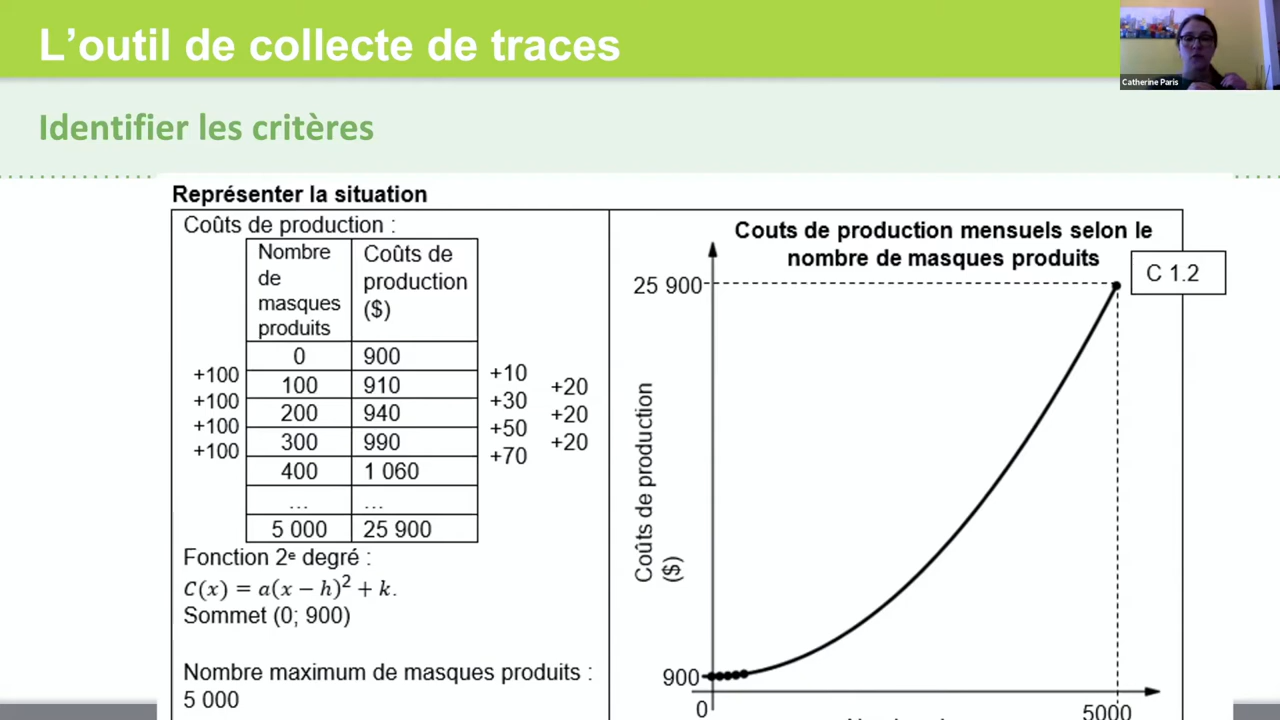 L'outil de collecte de traces
Catherine Paris
Identifier les critères
Représenter la situation
Coûts de production :
Nombre de masques produits
Coûts de production ($)
0 900
100 910
200 940
300 990
400 1 060
... ...
5 000 25 900
+100
+100
+100
+100
+10
+30
+50
+70
+20
+20
+20
Fonction 2e degré :
C(x) = a(x − h)² + k.
Sommet (0; 900)
Nombre maximum de masques produits :
5 000
Couts de production mensuels selon le
nombre de masques produits
C 1.2
25 900
Coûts de production
($)
900
0
5000